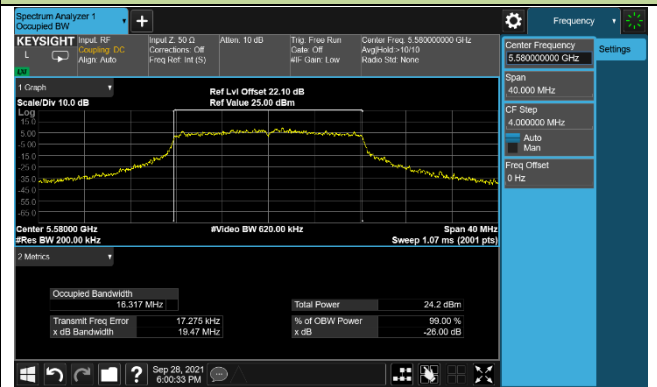 Spectrum Analyzer 1
Occupied BW
Frequency
KEYSIGHT
L
Input: RF
Coupling: DC
Align: Auto
Input Z: 50 Ω
Corrections: Off
Freq Ref: Int (S)
Atten: 10 dB
Trig: Free Run
Gate: Off
#IF Gain: Low
Center Freq: 5.580000000 GHz
Avg|Hold:>10/10
Radio Std: None
Center Frequency
5.580000000 GHz
Settings
Span
40.000 MHz
CF Step
4.000000 MHz
Auto
Man
Freq Offset
0 Hz
1 Graph
Scale/Div 10.0 dB
Ref Lvl Offset 22.10 dB
Ref Value 25.00 dBm
Log
15.0
5.00
-5.00
-15.0
-25.0
-35.0
-45.0
-55.0
-65.0
Center 5.58000 GHz
#Video BW 620.00 kHz
Span 40 MHz
#Res BW 200.00 kHz
Sweep 1.07 ms (2001 pts)
2 Metrics
Occupied Bandwidth
16.317 MHz
Total Power
24.2 dBm
Transmit Freq Error
17.275 kHz
% of OBW Power
99.00 %
x dB Bandwidth
19.47 MHz
x dB
-26.00 dB
?
Sep 28, 2021
6:00:33 PM